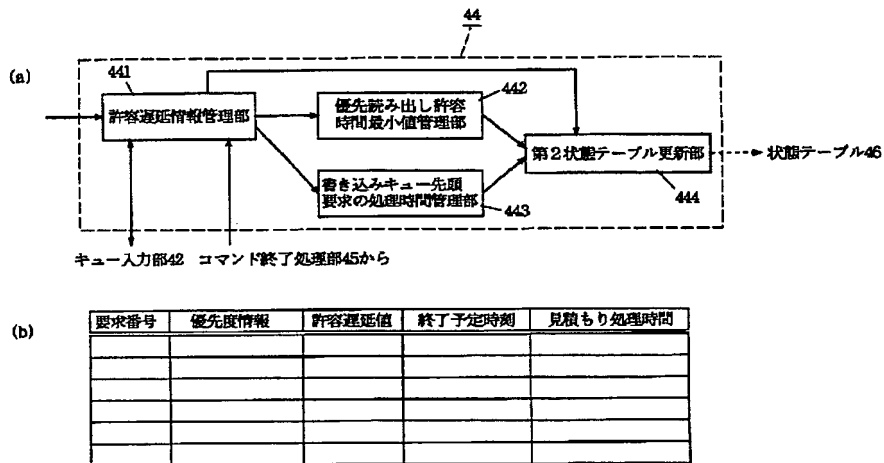 44
(a)
441
許容遅延情報管理部
442
優先読み出し許容
時間最小値管理部
第2状態テーブル更新部
状態テーブル46
書き込みキュー先頭
要求の処理時間管理部
443
444
キュー入力部42
コマンド終了処理部45から
(b)
要求番号 優先度情報 許容遅延値 終了予定時刻 見積もり処理時間